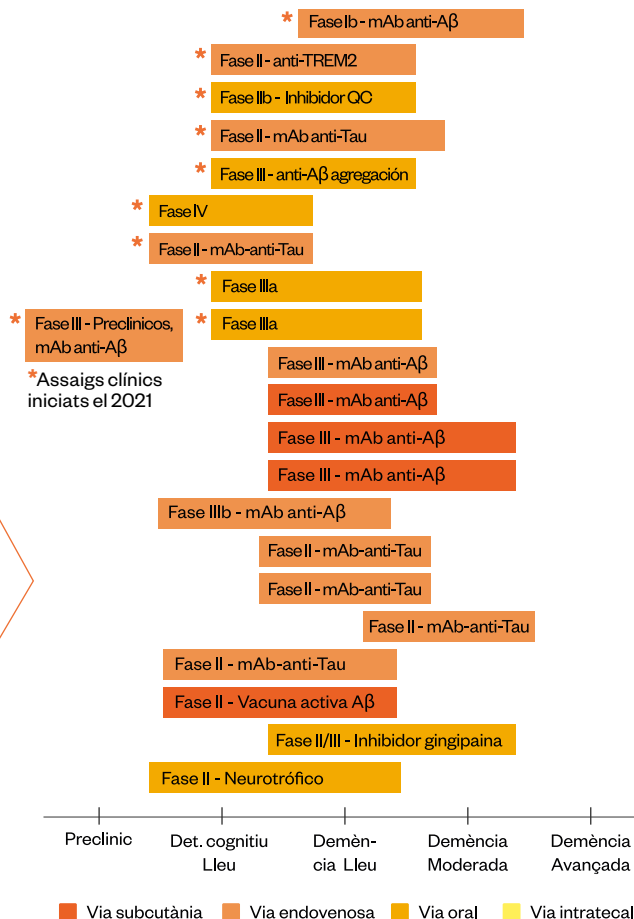 * Fase Ib - mAb anti-Aβ
* Fase II - anti-TREM2
* Fase IIb - Inhibidor QC
* Fase II - mAb anti-Tau
* Fase III - anti-Aβ agregación
* Fase IV
* Fase II - mAb-anti-Tau
* Fase IIIa
* Fase III - Preclinicos,
mAb anti-Aβ
* Fase IIIa
*Assaigs clínics
iniciats el 2021
Fase III - mAb anti-Aβ
Fase III - mAb anti-Aβ
Fase III - mAb anti-Aβ
Fase III - mAb anti-Aβ
Fase IIIb - mAb anti-Aβ
Fase II - mAb-anti-Tau
Fase II - mAb-anti-Tau
Fase II - mAb-anti-Tau
Fase II - mAb-anti-Tau
Fase II - Vacuna activa Aβ
Fase II/III - Inhibidor gingipaina
Fase II - Neurotrófico
Preclinic
Det. cognitiu
Lleu
Demèn-
cia Lleu
Demència
Moderada
Demència
Avançada
Via subcutània
Via endovenosa
Via oral
Via intratecal